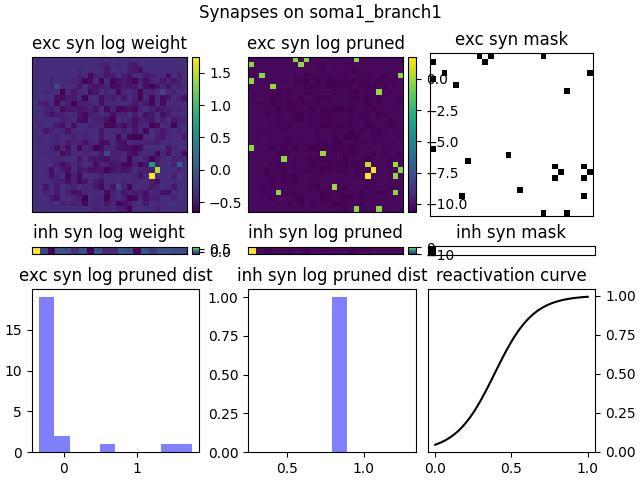 Synapses on soma1_branch1
exc syn log weight
exc syn log pruned
exc syn mask
1.5
1.0
0.5
0.0
−0.5
0.0
−2.5
−5.0
−7.5
−10.0
inh syn log weight
inh syn log pruned
inh syn mask
0.5
0.0
0
10
exc syn log pruned dist
inh syn log pruned dist
reactivation curve
15
10
5
0
0 1
1.00
0.75
0.50
0.25
0.00
0.5 1.0
1.00
0.75
0.50
0.25
0.00
0.0 0.5 1.0